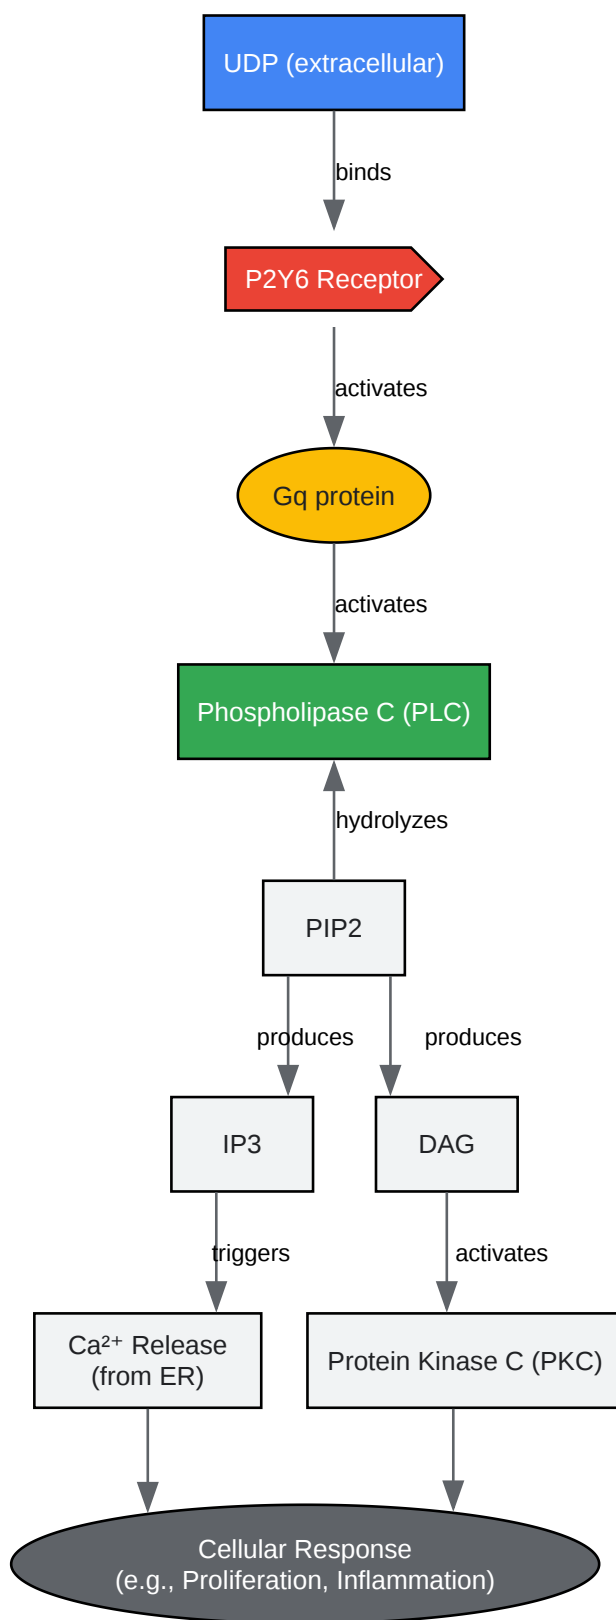 UDP (extracellular)
binds
P2Y6 Receptor
activates
Gq protein
activates
Phospholipase C (PLC)
hydrolyzes
PIP2
produces
produces
IP3
DAG
triggers
activates
Ca²⁺ Release
(from ER)
Protein Kinase C (PKC)
Cellular Response
(e.g., Proliferation, Inflammation)